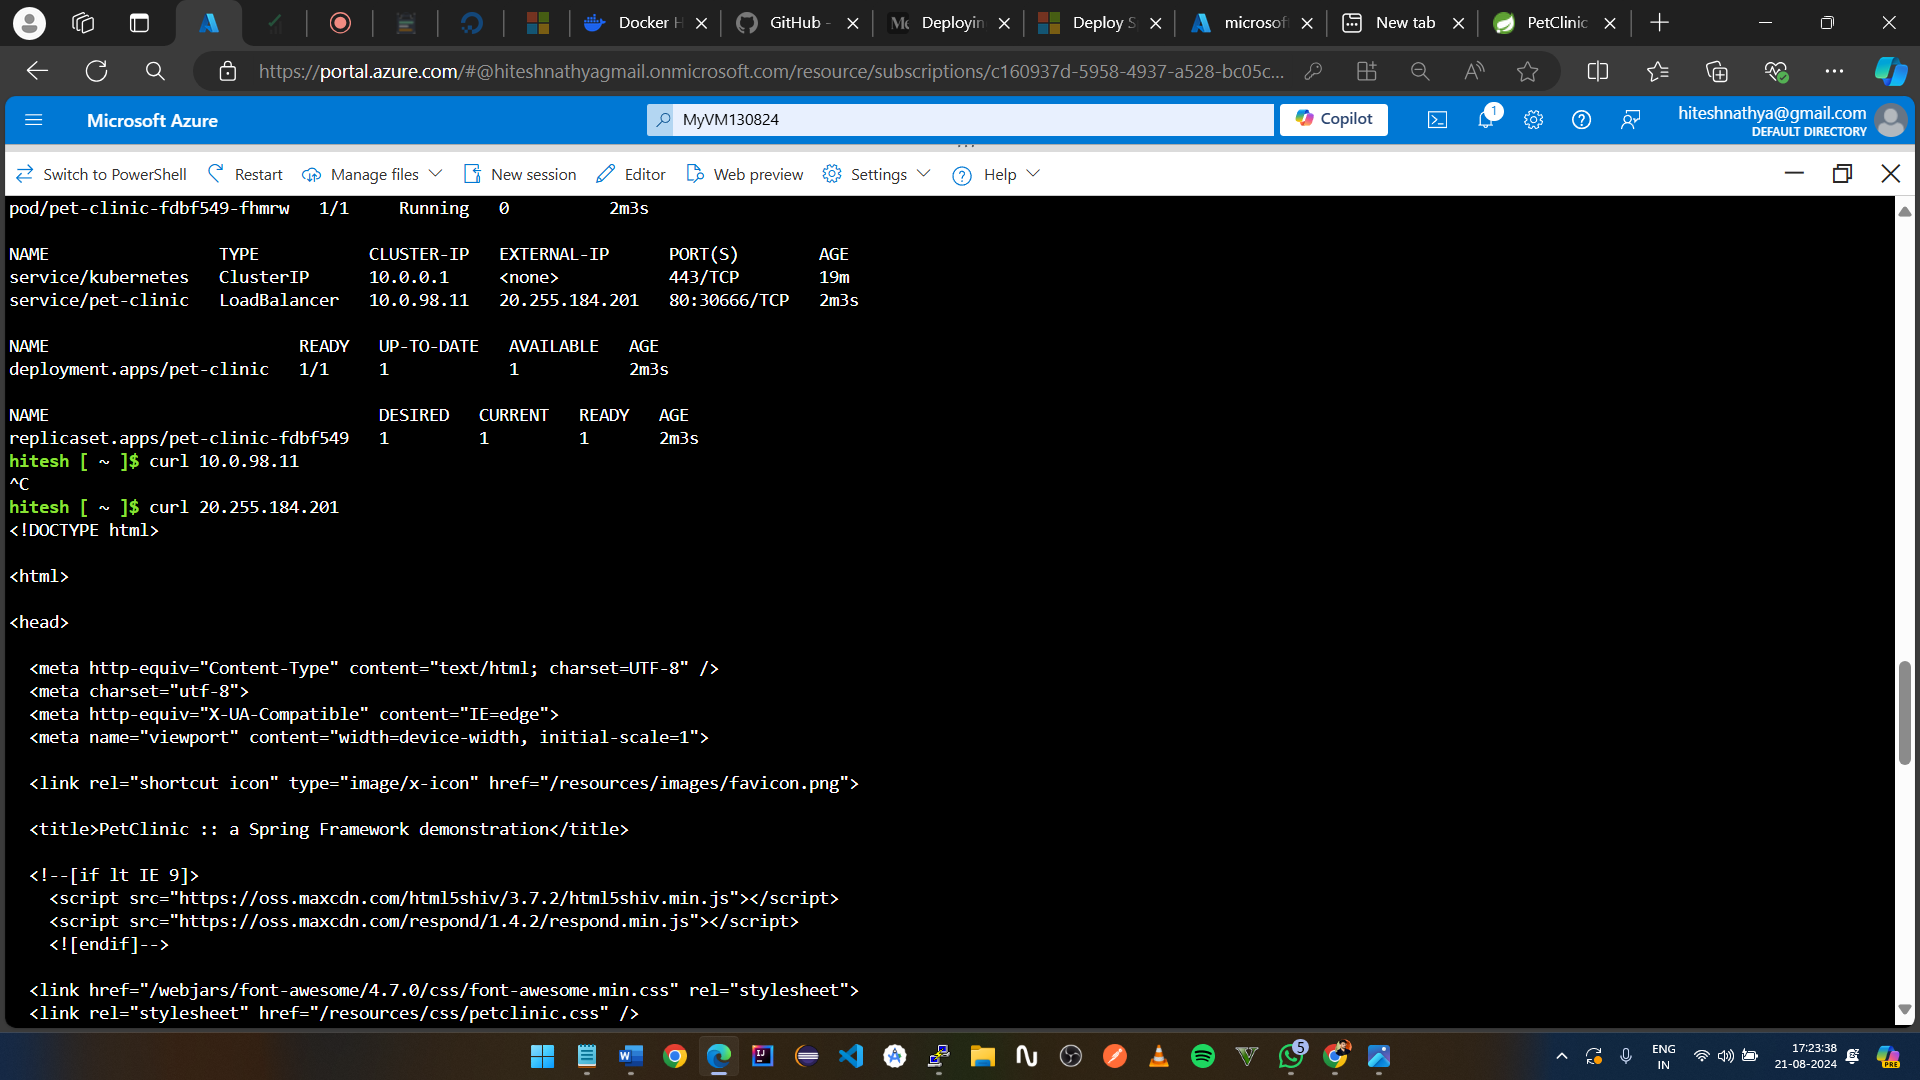 Docker H
GitHub -
Deployin
Deploy S
microsof
New tab
PetClinic
https://portal.azure.com/#@hiteshnathyagmail.onmicrosoft.com/resource/subscriptions/c160937d-5958-4937-a528-bc05c...
Microsoft Azure
MyVM130824
Copilot
1
hiteshnathya@gmail.com
DEFAULT DIRECTORY
Switch to PowerShell Restart Manage files New session Editor Web preview Settings Help
pod/pet-clinic-fdbf549-fhmrw 1/1 Running 0 2m3s
NAME TYPE CLUSTER-IP EXTERNAL-IP PORT(S) AGE
service/kubernetes ClusterIP 10.0.0.1 <none> 443/TCP 19m
service/pet-clinic LoadBalancer 10.0.98.11 20.255.184.201 80:30666/TCP 2m3s
NAME READY UP-TO-DATE AVAILABLE AGE
deployment.apps/pet-clinic 1/1 1 1 2m3s
NAME DESIRED CURRENT READY AGE
replicaset.apps/pet-clinic-fdbf549 1 1 1 2m3s
hitesh [ ~ ]$ curl 10.0.98.11
^C
hitesh [ ~ ]$ curl 20.255.184.201
<!DOCTYPE html>
<html>
<head>
<meta http-equiv="Content-Type" content="text/html; charset=UTF-8" />
<meta charset="utf-8">
<meta http-equiv="X-UA-Compatible" content="IE=edge">
<meta name="viewport" content="width=device-width, initial-scale=1">
<link rel="shortcut icon" type="image/x-icon" href="/resources/images/favicon.png">
<title>PetClinic :: a Spring Framework demonstration</title>
<!--[if lt IE 9]>
<script src="https://oss.maxcdn.com/html5shiv/3.7.2/html5shiv.min.js"></script>
<script src="https://oss.maxcdn.com/respond/1.4.2/respond.min.js"></script>
<![endif]-->
<link href="/webjars/font-awesome/4.7.0/css/font-awesome.min.css" rel="stylesheet">
<link rel="stylesheet" href="/resources/css/petclinic.css" />
5
ENG
IN
17:23:38
21-08-2024
PRE